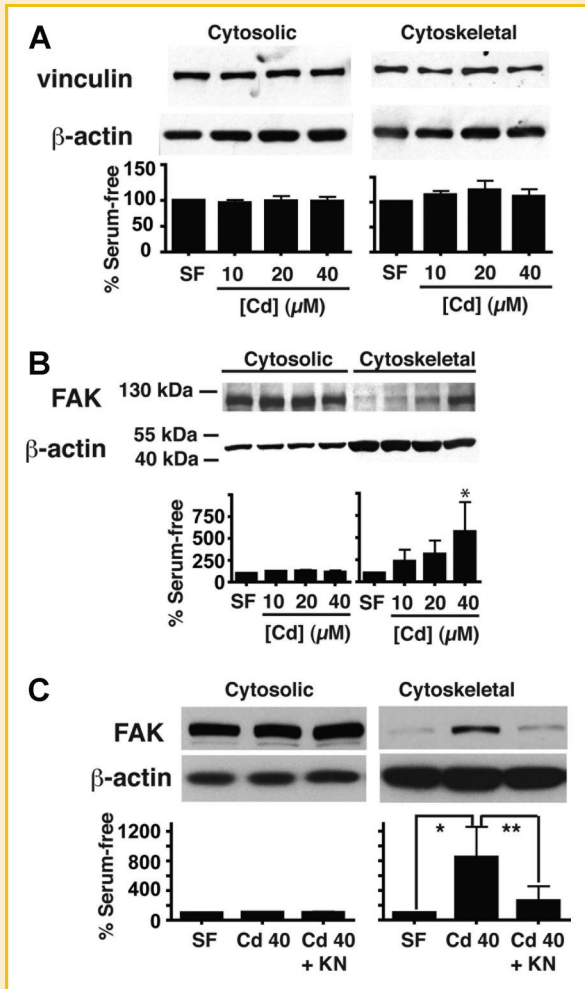 A
Cytosolic Cytoskeletal
vinculin
β-actin
% Serum-free
150
100
50
0
SF 10 20 40 SF 10 20 40
[Cd] (µM) [Cd] (µM)
B
Cytosolic Cytoskeletal
FAK 130 kDa
β-actin 55 kDa
40 kDa
% Serum-free
*
750
500
250
0
SF 10 20 40 SF 10 20 40
[Cd] (µM) [Cd] (µM)
C
Cytosolic Cytoskeletal
FAK
β-actin
% Serum-free
1200
800
400
0
* **
SF Cd 40 Cd 40 SF Cd 40 Cd 40
+ KN + KN